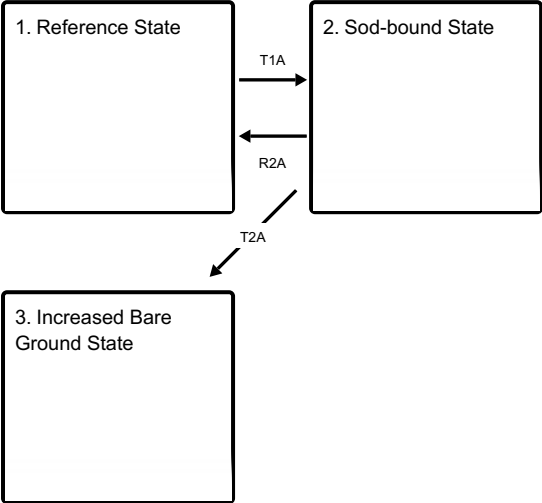 1. Reference State
2. Sod-bound State
T1A
R2A
T2A
3. Increased Bare
Ground State